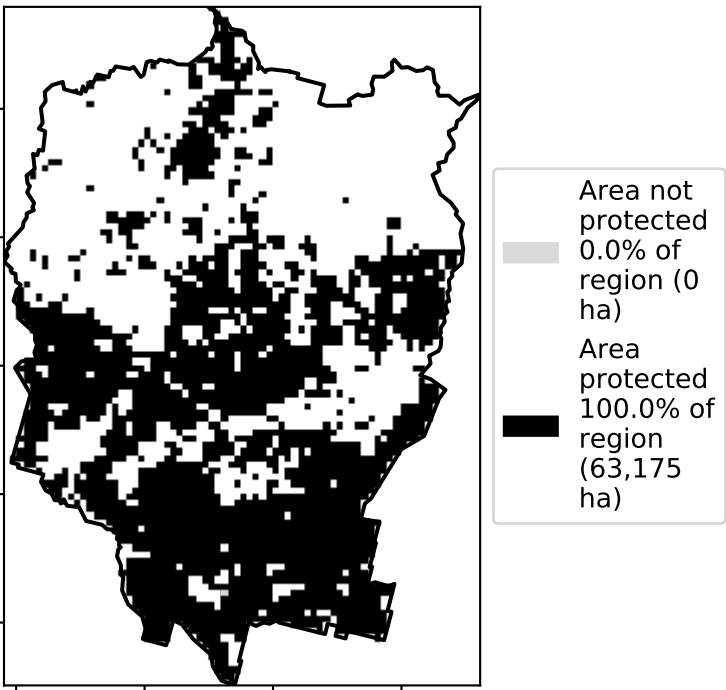 Area not
protected
0.0% of
region (0
ha)
Area
protected
100.0% of
region
(63,175
ha)